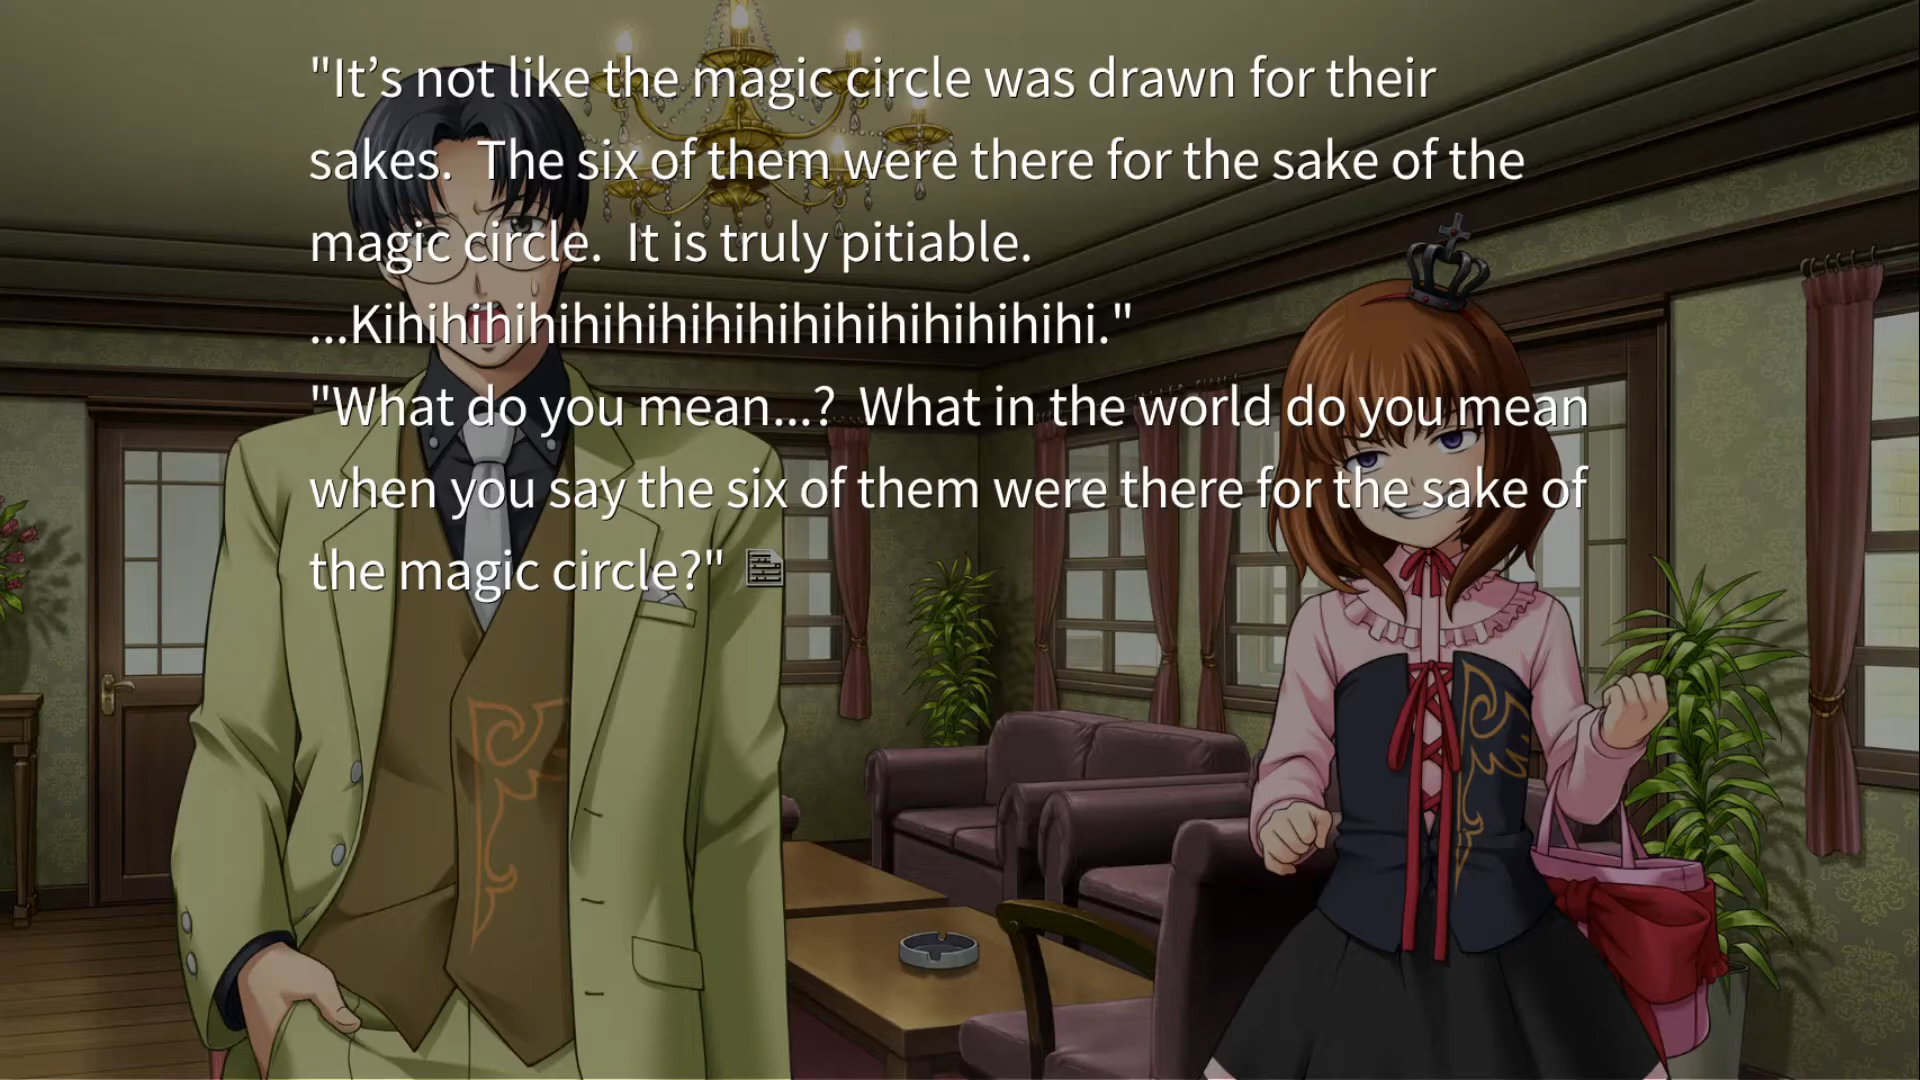 "It’s not like the magic circle was drawn for their
sakes.  The six of them were there for the sake of the
magic circle.  It is truly pitiable.
...Kihihihihihihihihihihihihihihihihihi."
"What do you mean...?  What in the world do you mean
when you say the six of them were there for the sake of
the magic circle?"